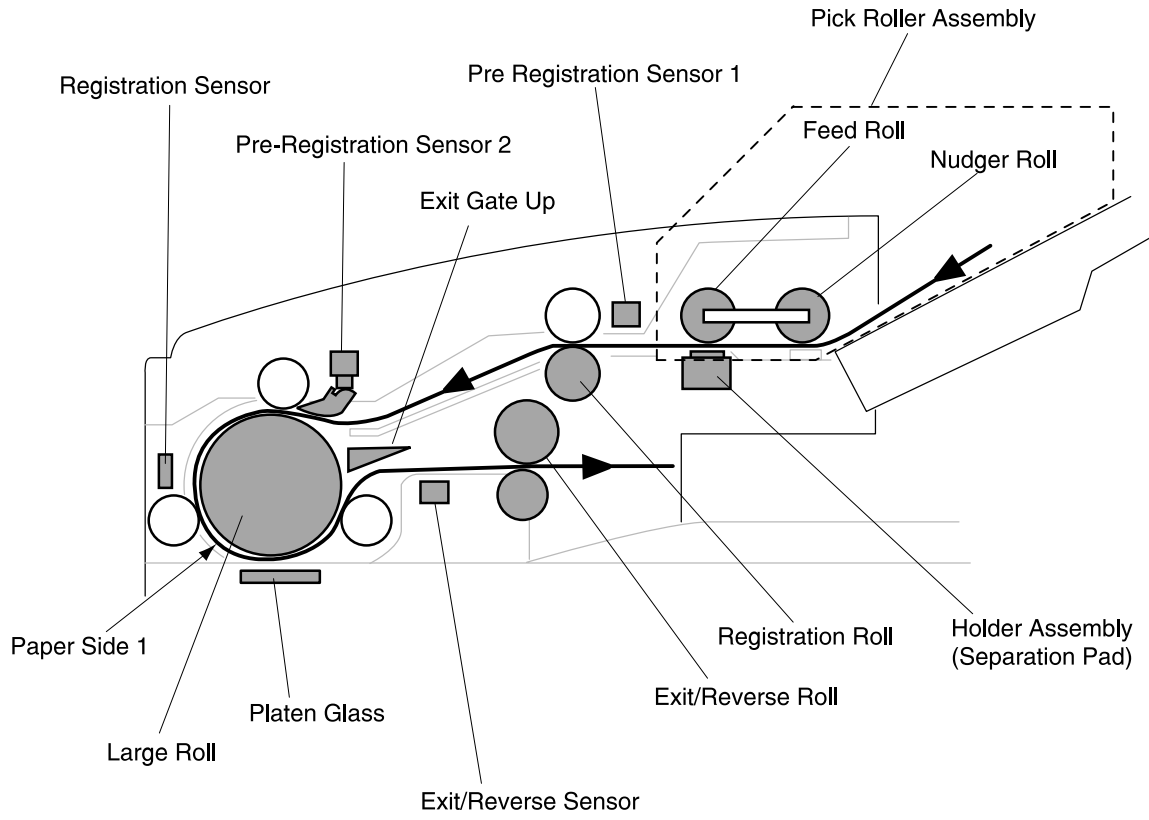 Pick Roller Assembly
Pre Registration Sensor 1
Registration Sensor
Feed Roll
Pre-Registration Sensor 2
Nudger Roll
Exit Gate Up
Paper Side 1
Registration Roll
Holder Assembly
(Separation Pad)
Exit/Reverse Roll
Platen Glass
Large Roll
Exit/Reverse Sensor